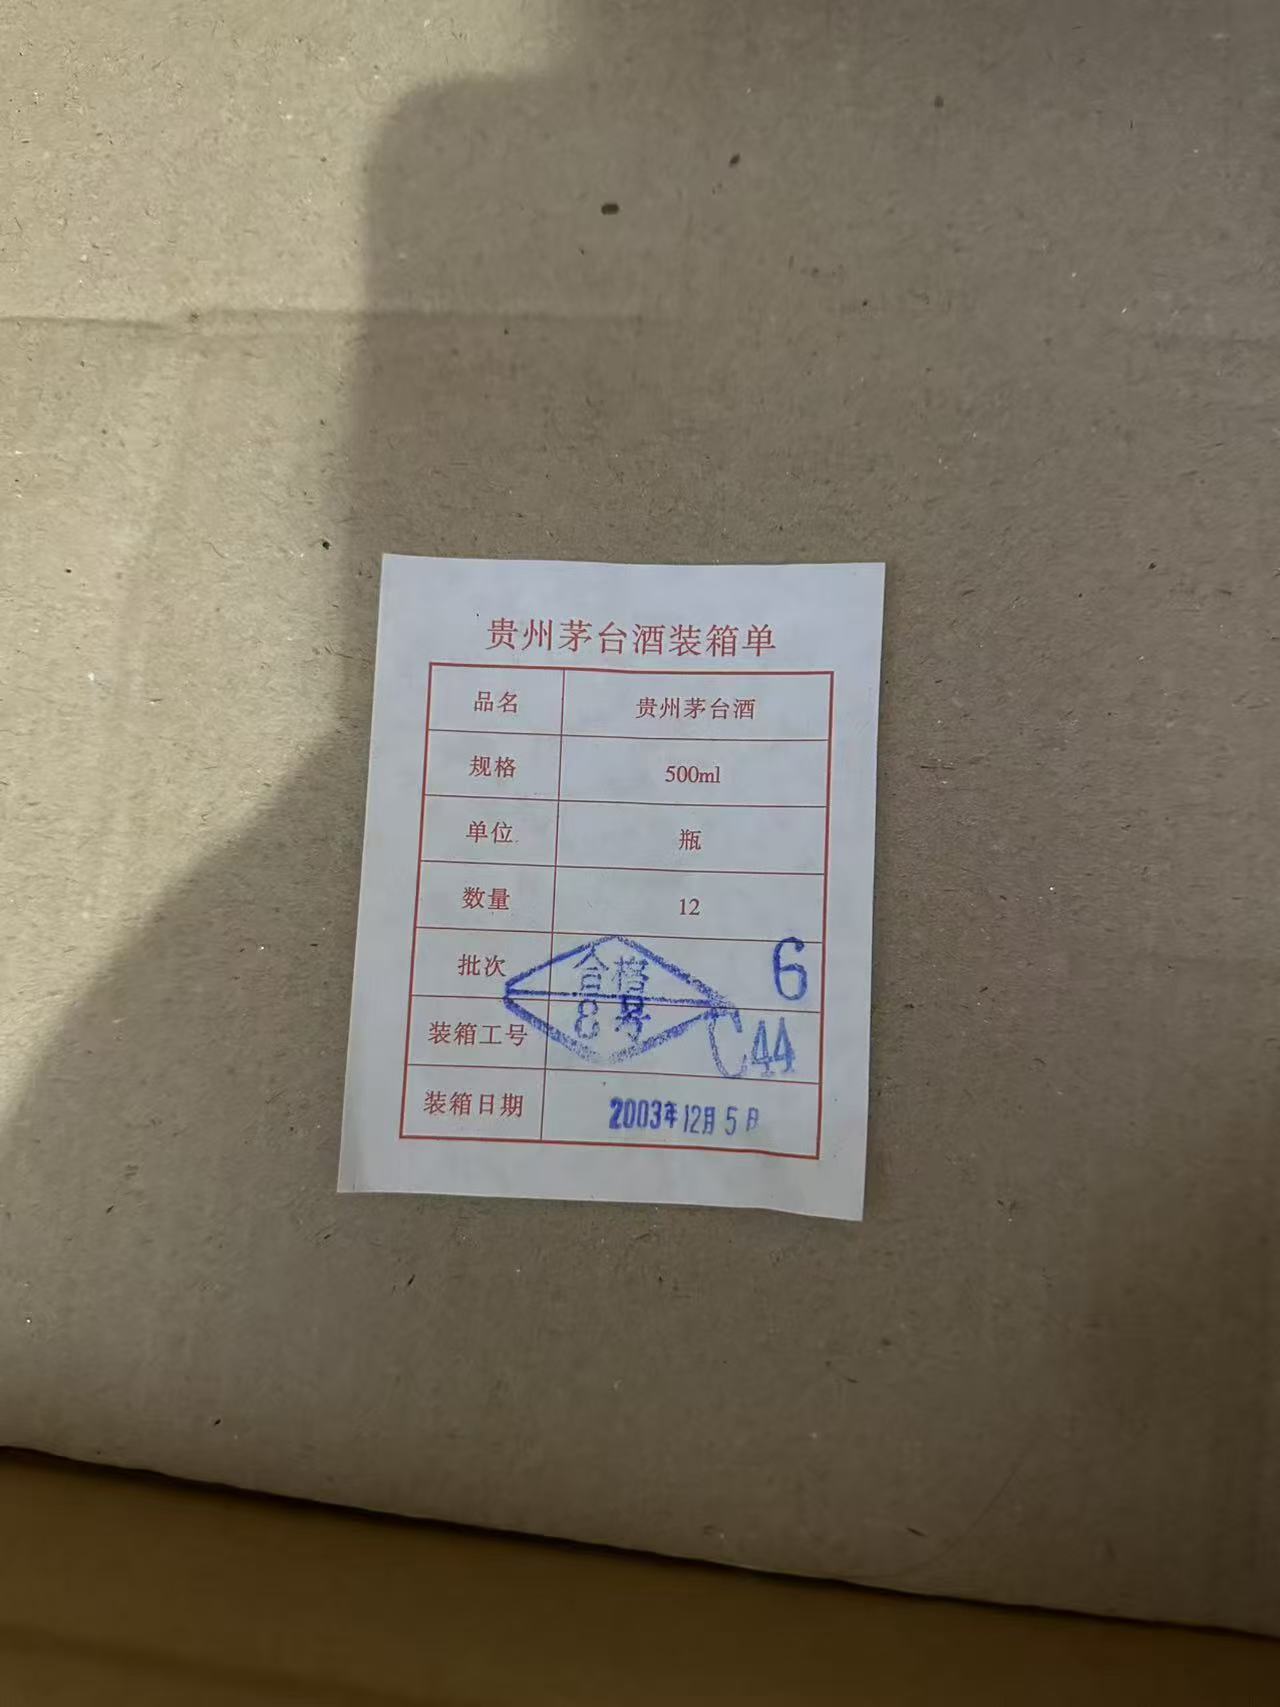 贵州茅台酒装箱单
品名 贵州茅台酒
规格 500ml
单位 瓶
数量 12
批次 6
合格
8号
装箱工号 C44
装箱日期 2003年12月5日